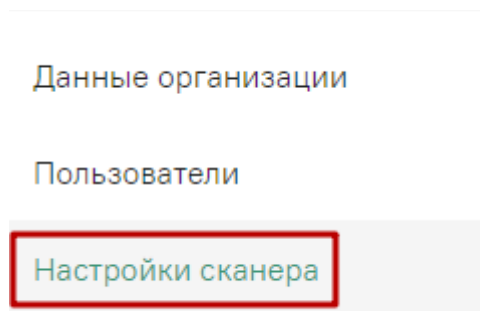 Данные организации
Пользователи
Настройки сканера